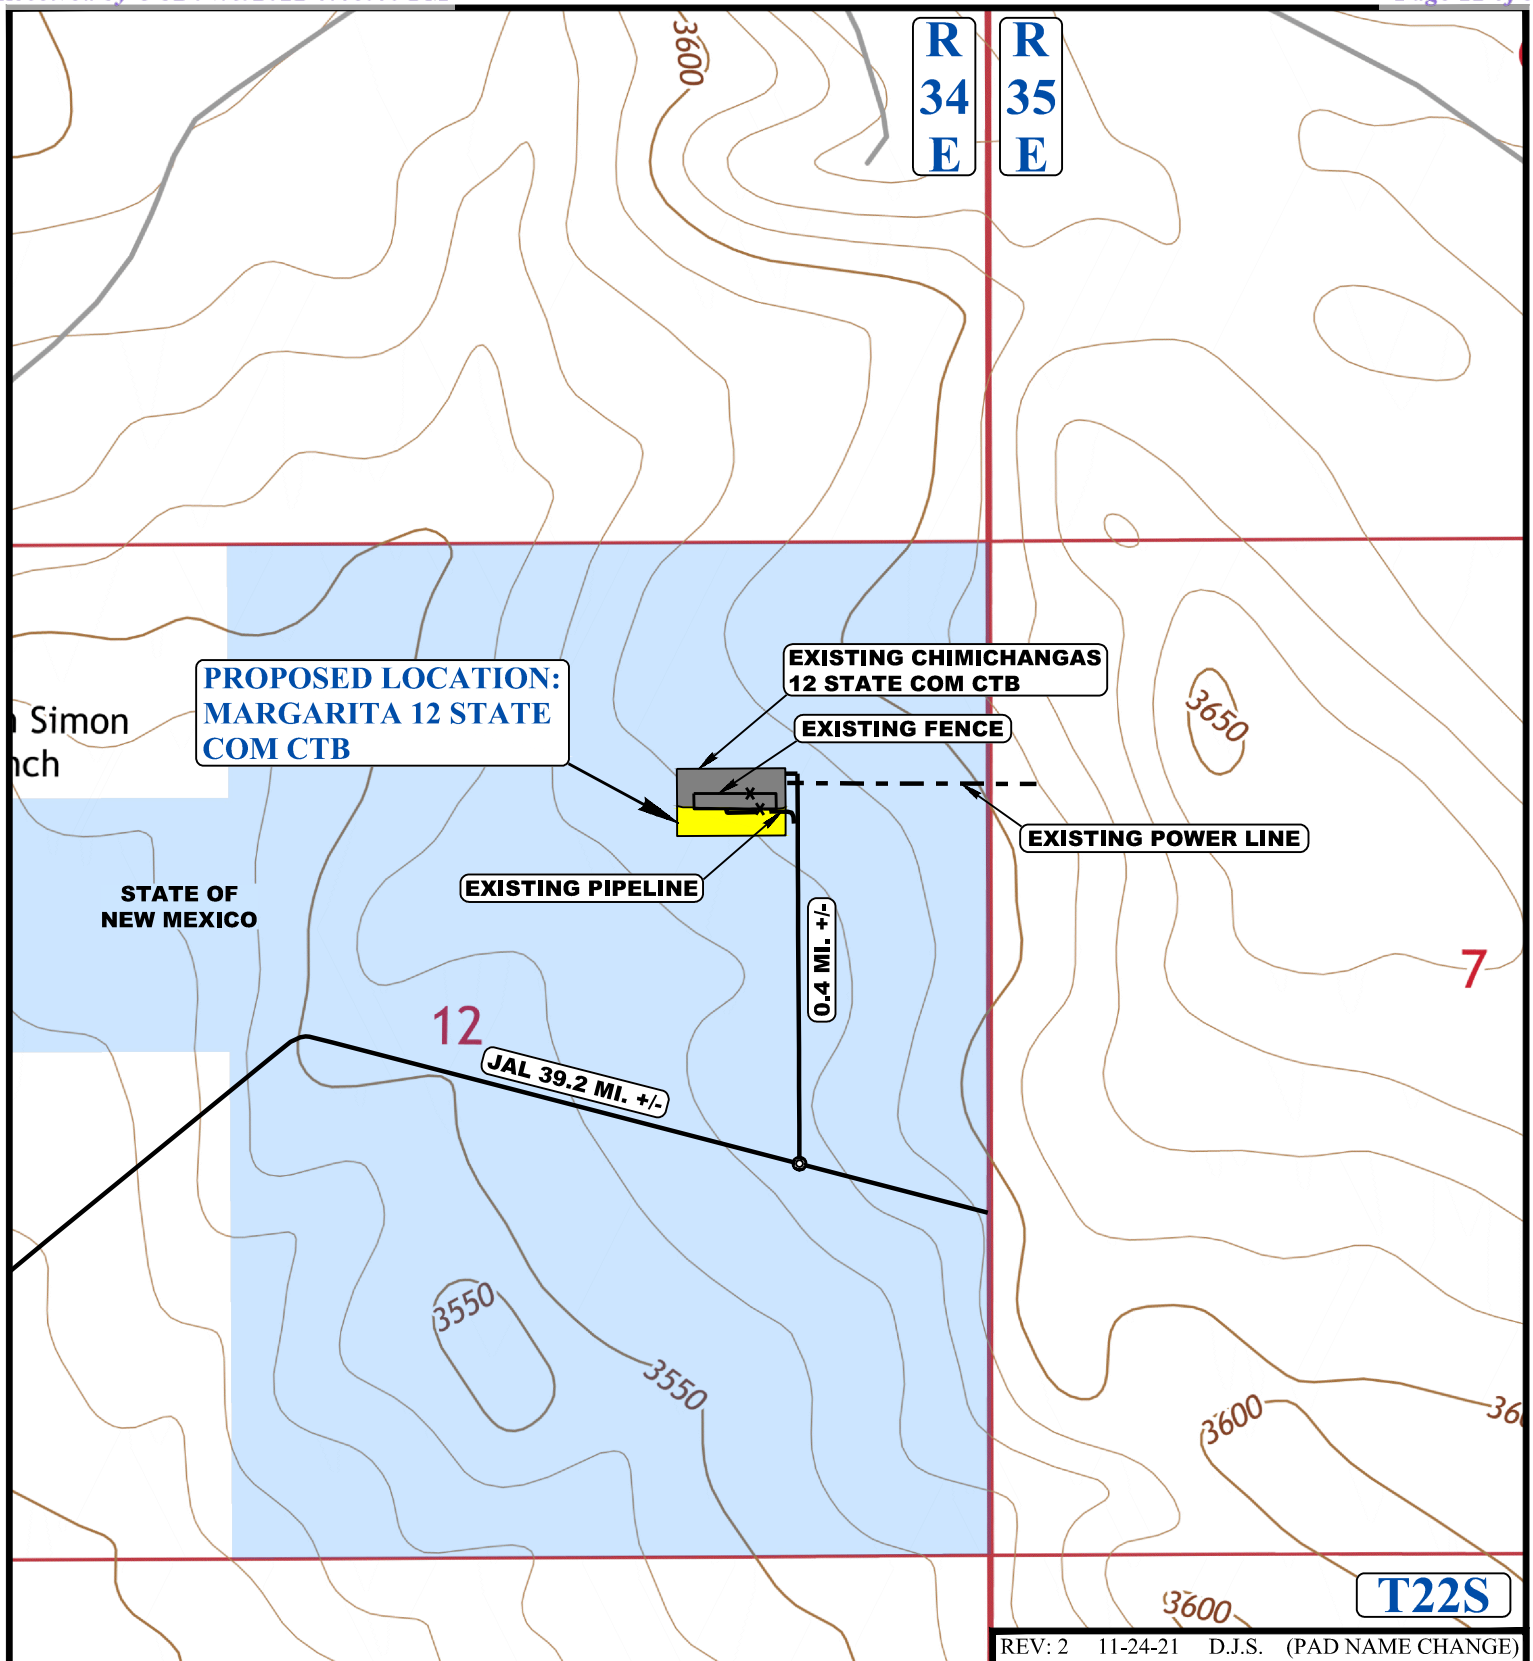 3600
R
34
E
R
35
E
EXISTING CHIMICHANGAS
12 STATE COM CTB
PROPOSED LOCATION:
MARGARITA 12 STATE
COM CTB
EXISTING FENCE
Simon
3650
EXISTING POWER LINE
EXISTING PIPELINE
STATE OF
NEW MEXICO
0.4 MI. +/-
7
12
JAL 39.2 MI. +/-
3550
3550
3600
3600
T22S
REV: 2 11-24-21 D.J.S. (PAD NAME CHANGE)